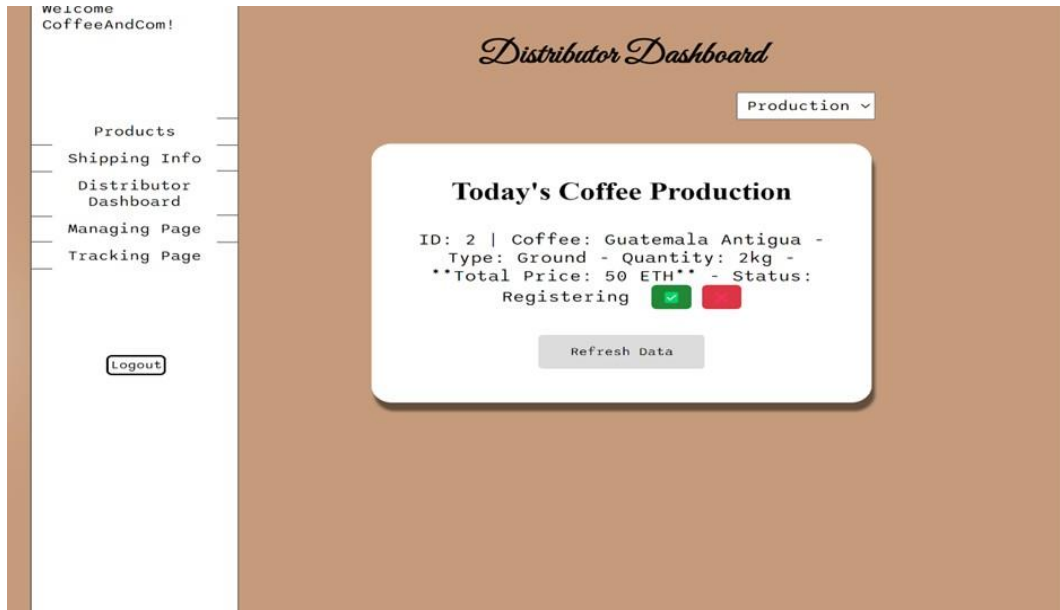 Welcome
CoffeeAndCom!
Products
Shipping Info
Distributor
Dashboard
Managing Page
Tracking Page
Logout
Distributor Dashboard
Production
Today's Coffee Production
ID: 2 | Coffee: Guatemala Antigua -
Type: Ground - Quantity: 2kg -
**Total Price: 50 ETH** - Status:
Registering
Refresh Data